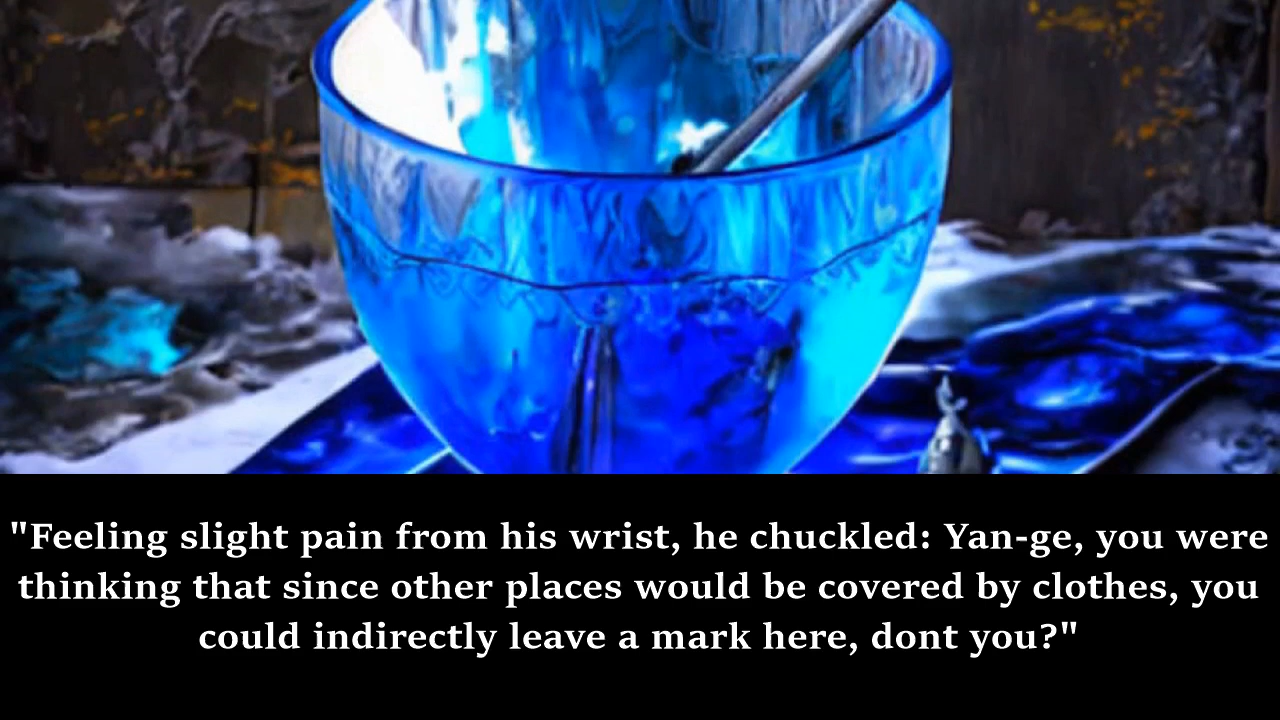 "Feeling slight pain from his wrist, he chuckled: Yan-ge, you were
thinking that since other places would be covered by clothes, you
could indirectly leave a mark here, dont you?"